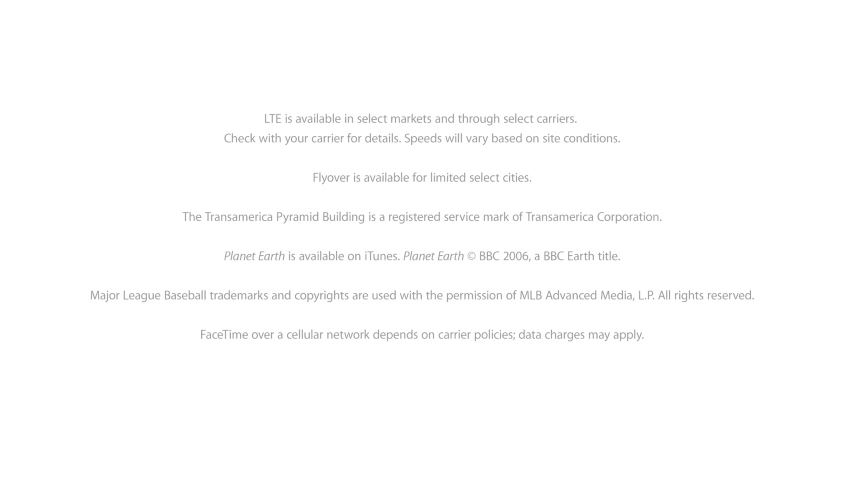 LTE is available in select markets and through select carriers.
Check with your carrier for details. Speeds will vary based on site conditions.
Flyover is available for limited select cities.
The Transamerica Pyramid Building is a registered service mark of Transamerica Corporation.
Planet Earth is available on iTunes. Planet Earth © BBC 2006, a BBC Earth title.
Major League Baseball trademarks and copyrights are used with the permission of MLB Advanced Media, L.P. All rights reserved.
FaceTime over a cellular network depends on carrier policies; data charges may apply.